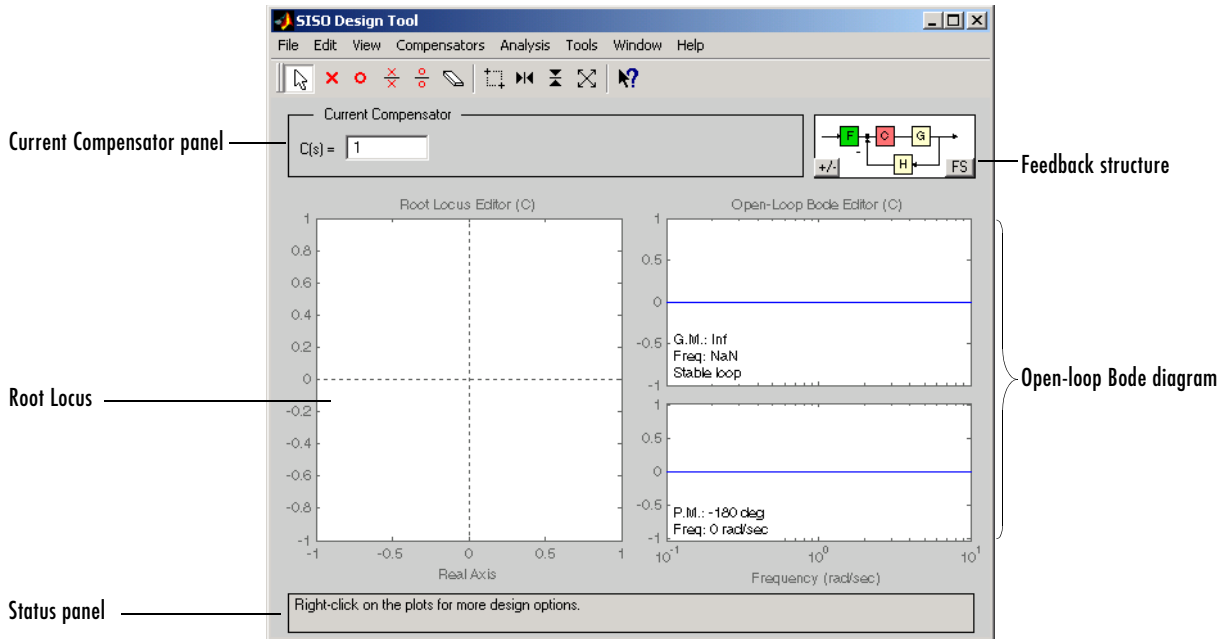 SISO Design Tool
File Edit View Compensators Analysis Tools Window Help
Current Compensator panel
Current Compensator
C(s) = 1
F C G
H
+/- FS
Feedback structure
Root Locus Editor (C)
1
0.8
0.6
0.4
0.2
0
-0.2
-0.4
-0.6
-0.8
-1
-1 -0.5 0 0.5 1
Real Axis
Root Locus
Open-Loop Bode Editor (C)
1
0.5
0
-0.5
-1
G.M.: Inf
Freq: NaN
Stable loop
1
0.5
0
-0.5
-1
P.M.: -180 deg
Freq: 0 rad/sec
10^-1 10^0 10^1
Frequency (rad/sec)
Open-loop Bode diagram
Status panel
Right-click on the plots for more design options.